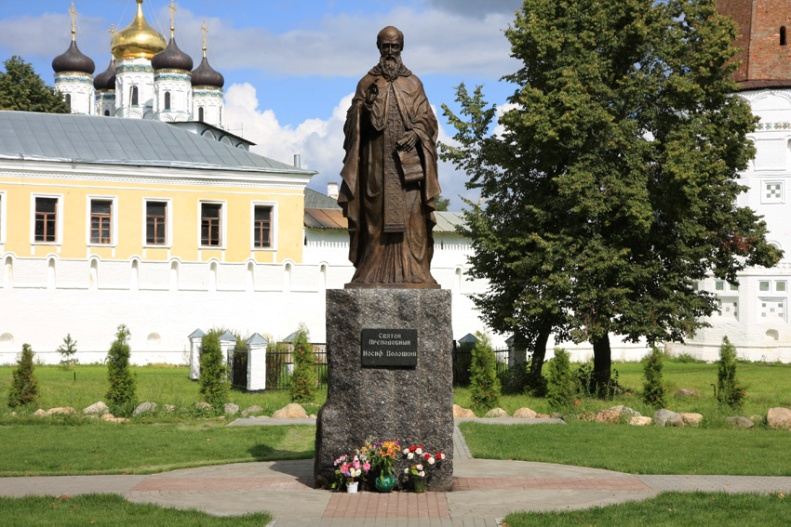 Святой
Преподобный
Иосиф Волоцкий